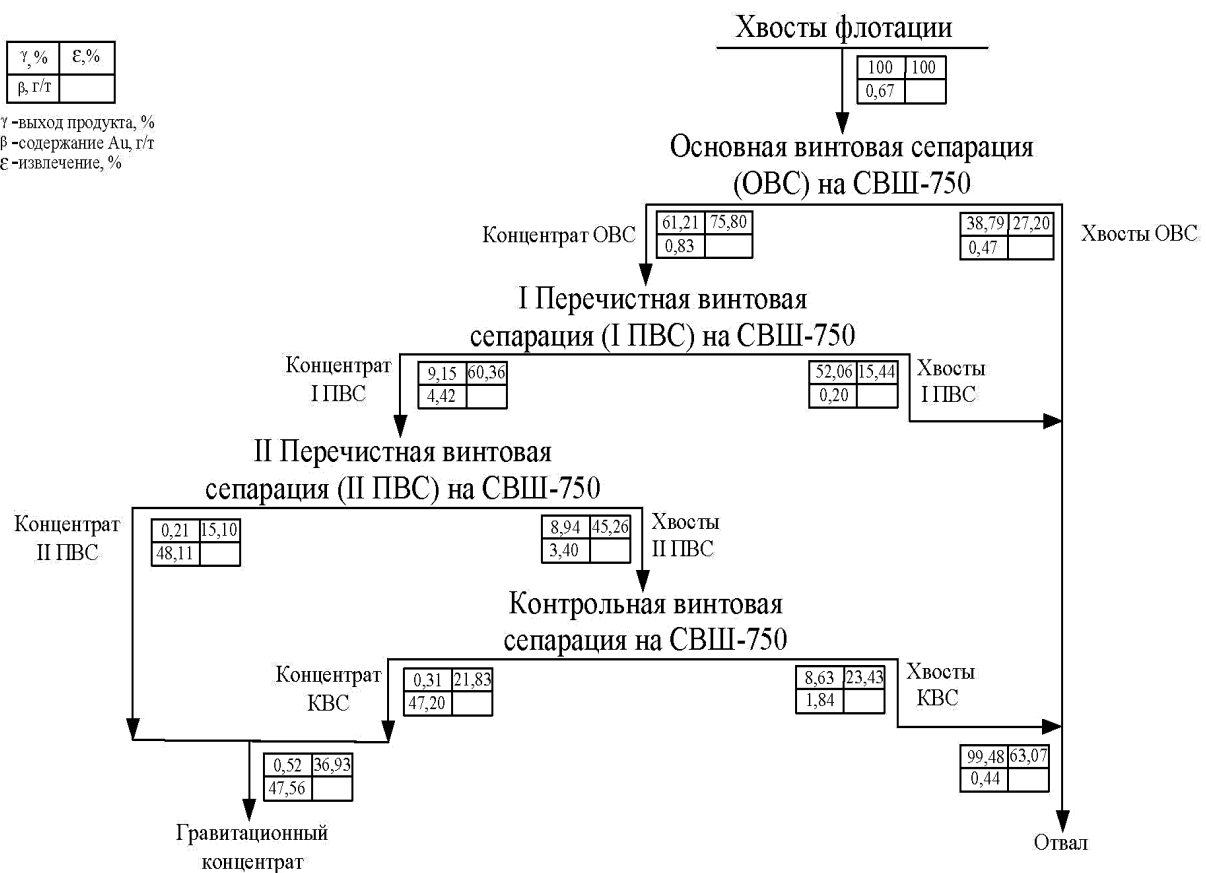 Хвосты флотации
γ,% ε,%
β, г/т
100 100
0,67
γ -выход продукта, %
β -содержание Au, г/т
ε -извлечение, %
Основная винтовая сепарация
(ОВС) на СВШ-750
Концентрат ОВС
61,21 75,80
0,83
38,79 27,20
0,47
Хвосты ОВС
I Перечистная винтовая
сепарация (I ПВС) на СВШ-750
Концентрат
I ПВС
9,15 60,36
4,42
52,06 15,44
0,20
Хвосты
I ПВС
II Перечистная винтовая
сепарация (II ПВС) на СВШ-750
Концентрат
II ПВС
0,21 15,10
48,11
8,94 45,26
3,40
Хвосты
II ПВС
Контрольная винтовая
сепарация на СВШ-750
Концентрат
КВС
0,31 21,83
47,20
8,63 23,43
1,84
Хвосты
КВС
0,52 36,93
47,56
99,48 63,07
0,44
Гравитационный
концентрат
Отвал